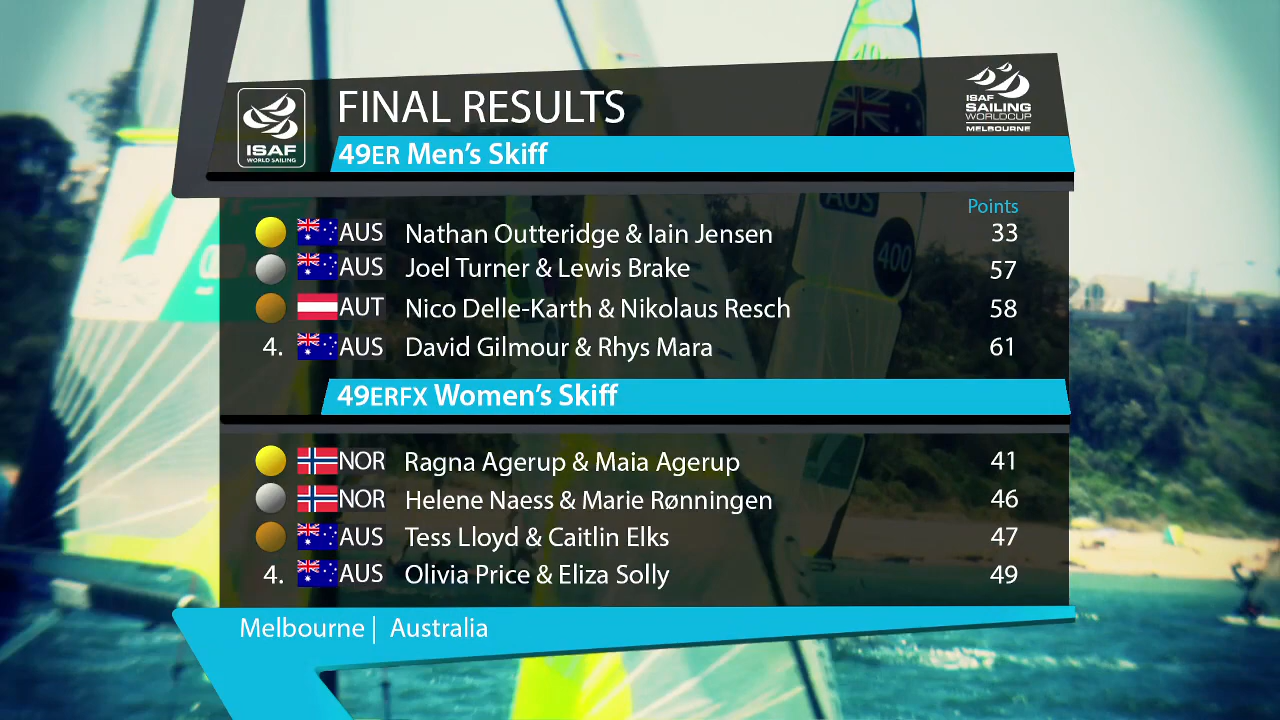 FINAL RESULTS
ISAF
WORLD SAILING
ISAF
SAILING
WORLDCUP
MELBOURNE
49ER Men's Skiff
Points
AUS Nathan Outteridge & Iain Jensen 33
AUS Joel Turner & Lewis Brake 57
AUT Nico Delle-Karth & Nikolaus Resch 58
4. AUS David Gilmour & Rhys Mara 61
49ERFX Women's Skiff
NOR Ragna Agerup & Maia Agerup 41
NOR Helene Naess & Marie Rønningen 46
AUS Tess Lloyd & Caitlin Elks 47
4. AUS Olivia Price & Eliza Solly 49
Melbourne | Australia
49er
AUS
400